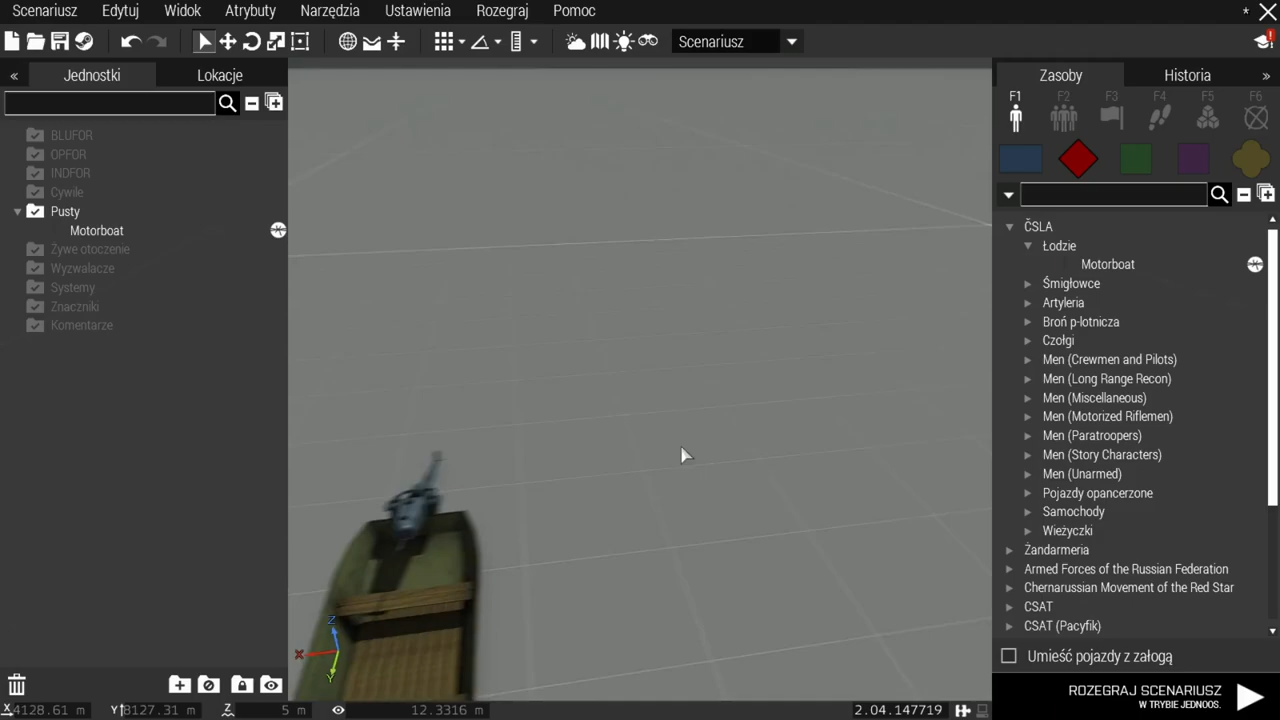 Scenariusz Edytuj Widok Atrybuty Narzędzia Ustawienia Rozegraj Pomoc *
Scenariusz
« Jednostki Lokacje
BLUFOR
OPFOR
INDFOR
Cywile
Pusty
Motorboat
Żywe otoczenie
Wyzwalacze
Systemy
Znaczniki
Komentarze
Zasoby Historia »
F1 F2 F3 F4 F5 F6
ČSLA
Łodzie
Motorboat
Śmigłowce
Artyleria
Broń p-lotnicza
Czołgi
Men (Crewmen and Pilots)
Men (Long Range Recon)
Men (Miscellaneous)
Men (Motorized Riflemen)
Men (Paratroopers)
Men (Story Characters)
Men (Unarmed)
Pojazdy opancerzone
Samochody
Wieżyczki
Żandarmeria
Armed Forces of the Russian Federation
Chernarussian Movement of the Red Star
CSAT
CSAT (Pacyfik)
Umieść pojazdy z załogą
ROZEGRAJ SCENARIUSZ
W TRYBIE JEDNOOS.
Z
X
Y
X 4128.61 m Y 8127.31 m Z 5 m 12.3316 m 2.04.147719